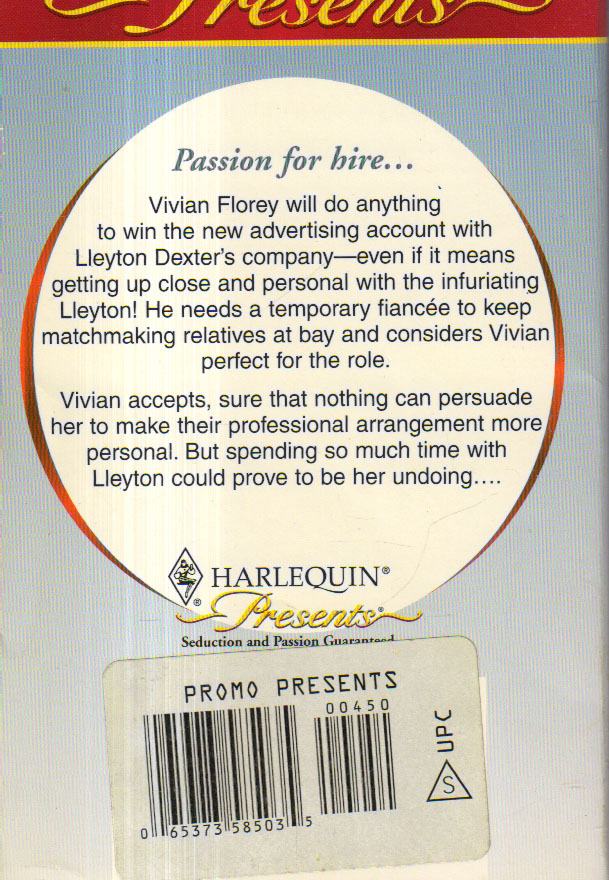 Presents
Passion for hire...
Vivian Florey will do anything
to win the new advertising account with
Lleyton Dexter's company—even if it means
getting up close and personal with the infuriating
Lleyton! He needs a temporary fiancée to keep
matchmaking relatives at bay and considers Vivian
perfect for the role.
Vivian accepts, sure that nothing can persuade
her to make their professional arrangement more
personal. But spending so much time with
Lleyton could prove to be her undoing....
HARLEQUIN®
®
Presents®
Seduction and Passion Guaranteed
PROMO PRESENTS
00450
UPC
S
0 65373 58503 5